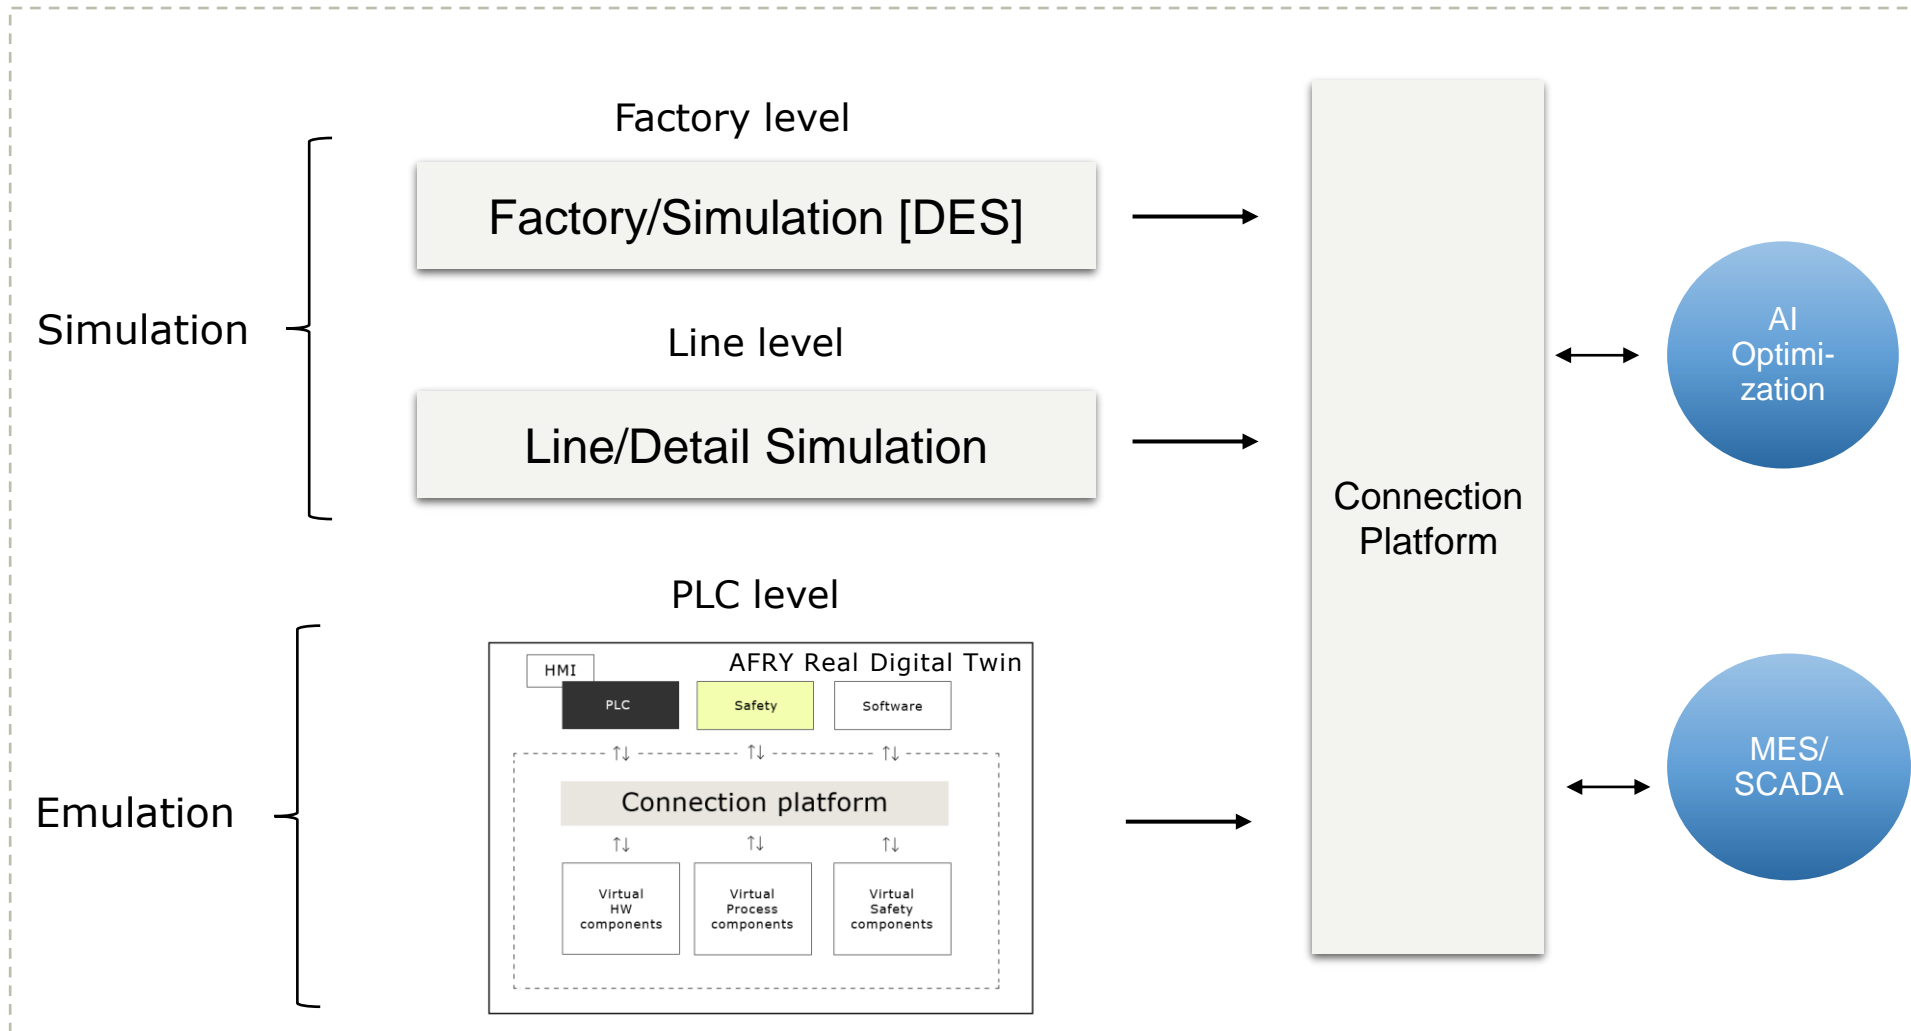 Factory level
Factory/Simulation [DES]
Simulation
Line level
Line/Detail Simulation
PLC level
Emulation
AFRY Real Digital Twin
HMI
PLC
Safety
Software
↑↓ ↑↓ ↑↓
Connection platform
↑↓ ↑↓ ↑↓
Virtual
HW
components
Virtual
Process
components
Virtual
Safety
components
Connection
Platform
AI
Optimi-
zation
MES/
SCADA